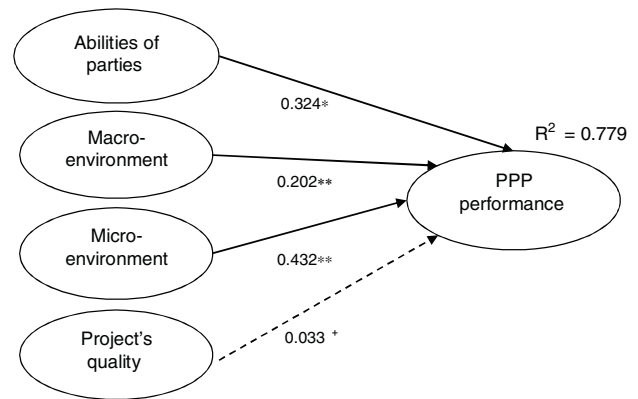 Abilities of
parties
0.324*
R² = 0.779
Macro-
environment
0.202**
PPP
performance
Micro-
environment
0.432**
Project's
quality
0.033 ⁺